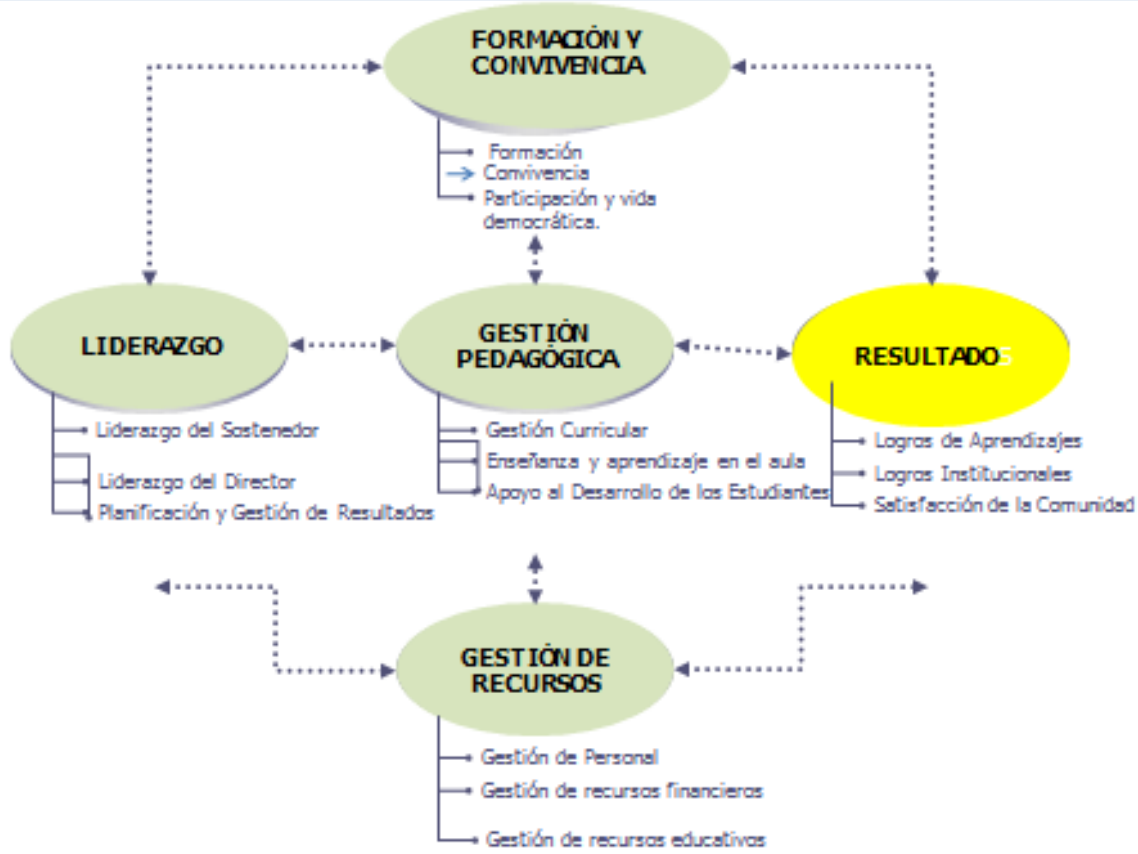 FORMACIÓN Y
CONVIVENCIA
Formación
Convivencia
Participación y vida
democrática.
LIDERAZGO
Liderazgo del Sostenedor
Liderazgo del Director
Planificación y Gestión de Resultados
GESTIÓN
PEDAGÓGICA
Gestión Curricular
Enseñanza y aprendizaje en el aula
Apoyo al Desarrollo de los Estudiantes
RESULTADOS
Logros de Aprendizajes
Logros Institucionales
Satisfacción de la Comunidad
GESTIÓN DE
RECURSOS
Gestión de Personal
Gestión de recursos financieros
Gestión de recursos educativos